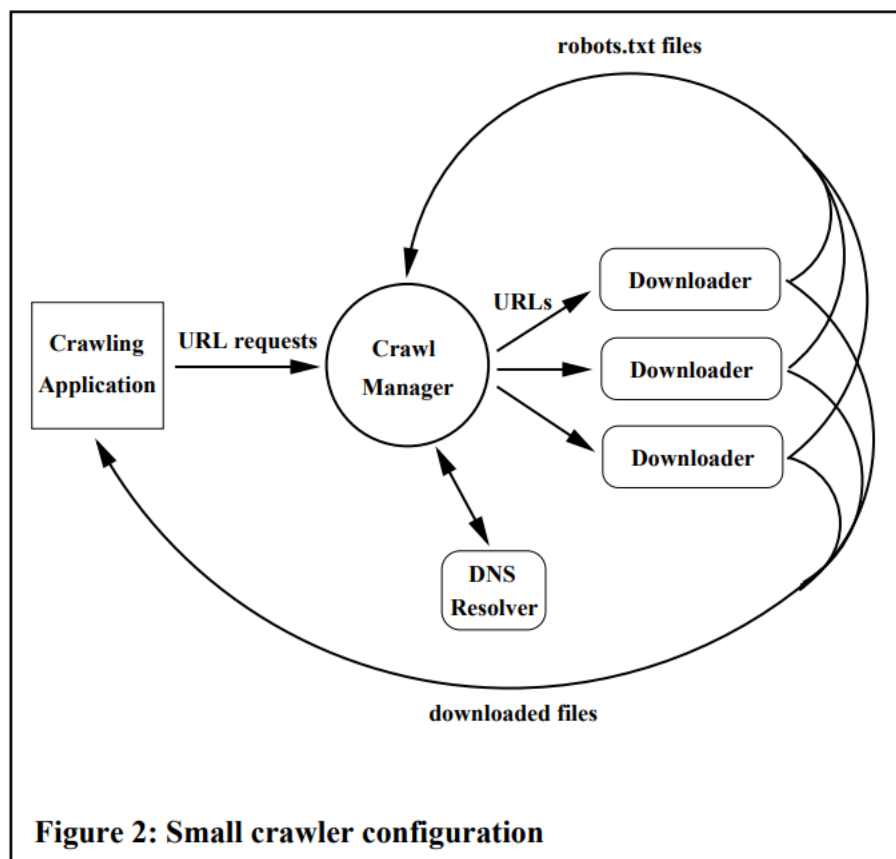 robots.txt files
Downloader
URLs
Crawling
Application
URL requests
Crawl
Manager
Downloader
Downloader
DNS
Resolver
downloaded files
Figure 2: Small crawler configuration